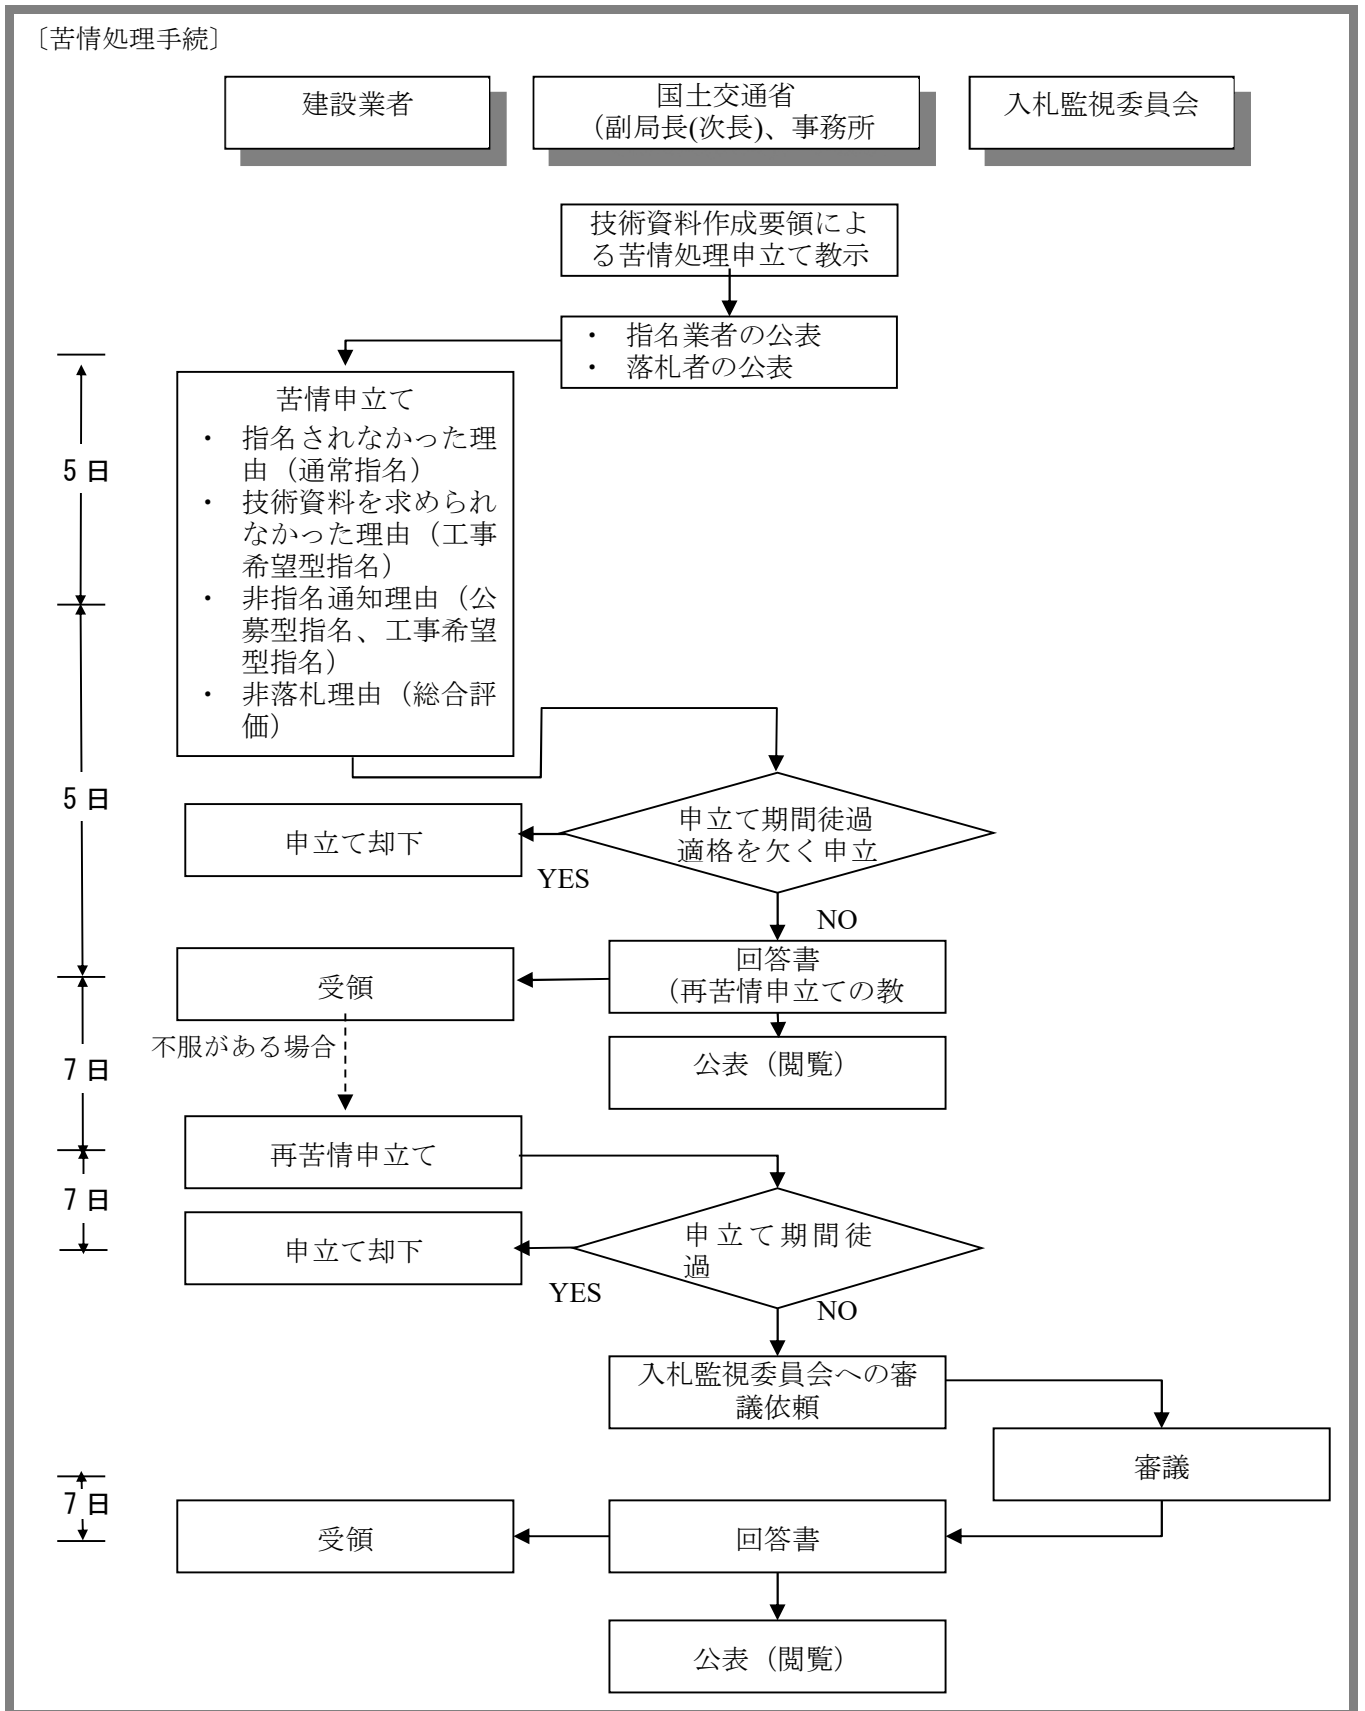 〔苦情処理手続〕
建設業者
国土交通省
（副局長(次長)、事務所
入札監視委員会
技術資料作成要領によ
る苦情処理申立て教示
・ 指名業者の公表
・ 落札者の公表
苦情申立て
・ 指名されなかった理
由（通常指名）
・ 技術資料を求められ
なかった理由（工事
希望型指名）
・ 非指名通知理由（公
募型指名、工事希望
型指名）
・ 非落札理由（総合評
価）
5 日
5 日
申立て期間徒過
適格を欠く申立
申立て却下
YES
NO
回答書
（再苦情申立ての教
受領
不服がある場合
公表（閲覧）
7 日
再苦情申立て
7 日
申立て期間徒
過
申立て却下
YES
NO
入札監視委員会への審
議依頼
審議
7 日
受領
回答書
公表（閲覧）